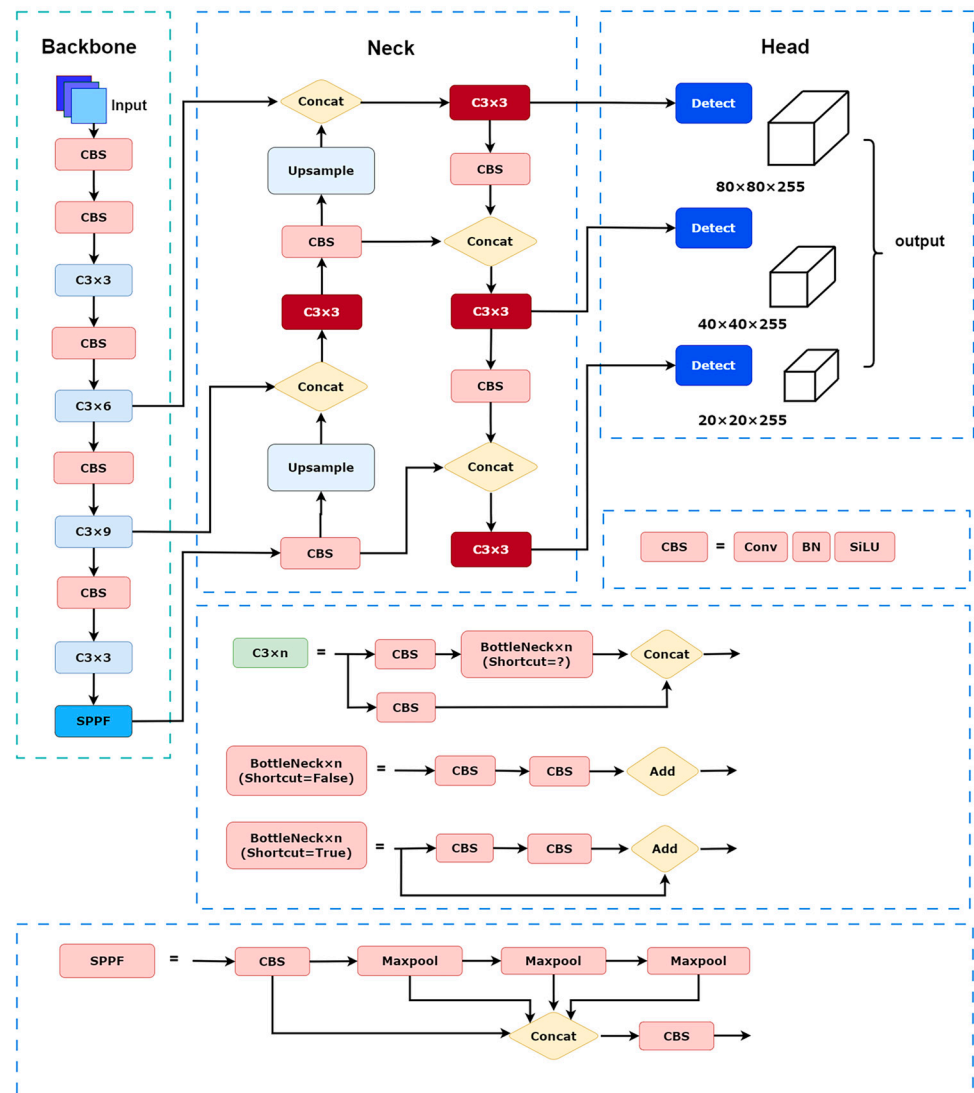 Backbone
Input
CBS
CBS
C3×3
CBS
C3×6
CBS
C3×9
CBS
C3×3
SPPF
Neck
Concat
Upsample
CBS
C3×3
Concat
Upsample
CBS
C3×3
CBS
Concat
C3×3
CBS
Concat
C3×3
Head
Detect
80×80×255
Detect
40×40×255
Detect
20×20×255
output
CBS = Conv BN SiLU
C3×n = CBS BottleNeck×n
(Shortcut=?) Concat
CBS
BottleNeck×n
(Shortcut=False) = CBS CBS Add
BottleNeck×n
(Shortcut=True) = CBS CBS Add
SPPF = CBS Maxpool Maxpool Maxpool
Concat CBS